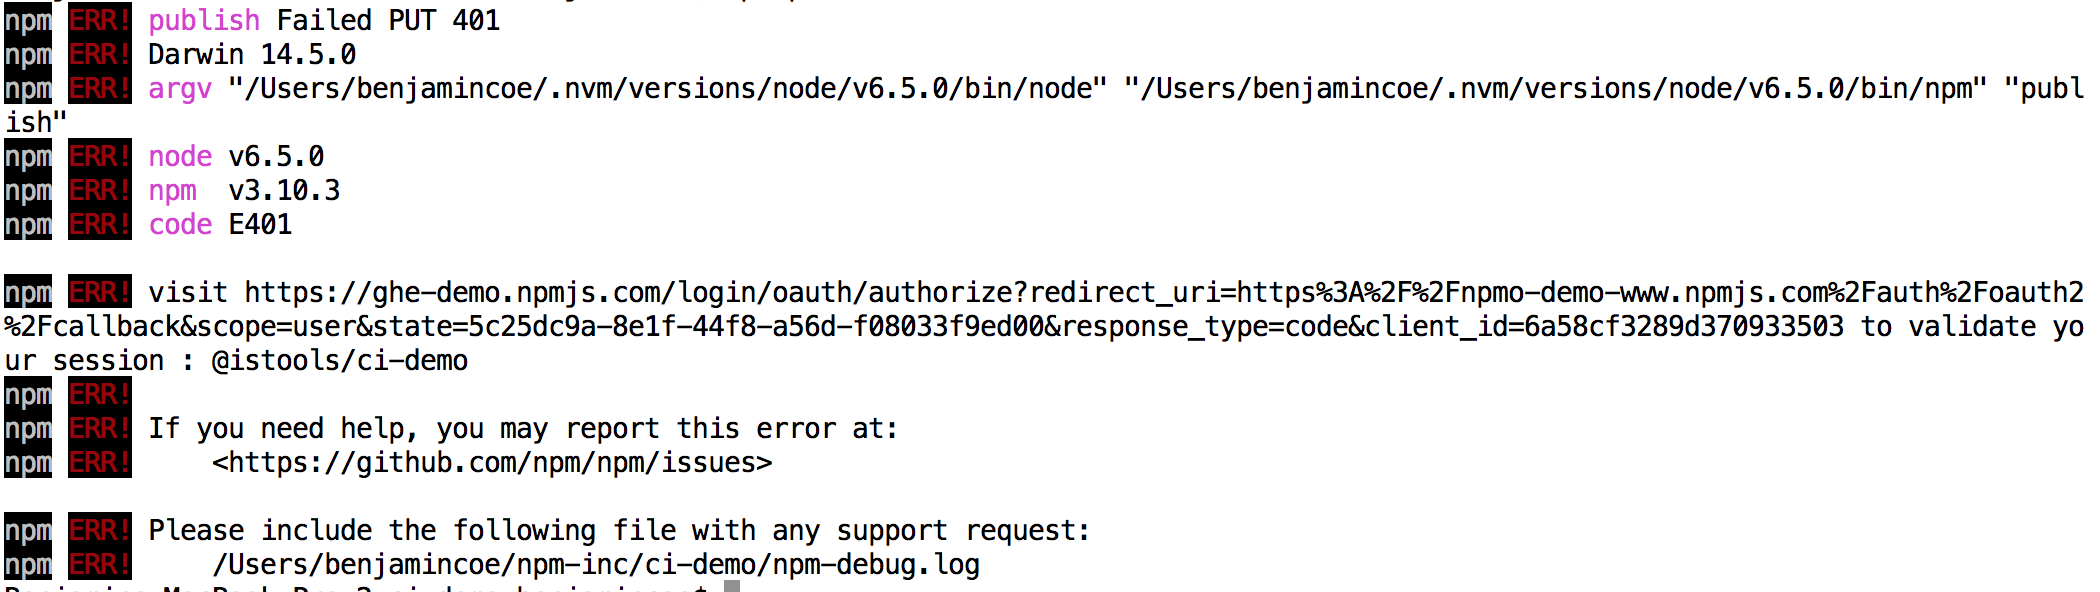 npm ERR! publish Failed PUT 401
npm ERR! Darwin 14.5.0
npm ERR! argv "/Users/benjamincoe/.nvm/versions/node/v6.5.0/bin/node" "/Users/benjamincoe/.nvm/versions/node/v6.5.0/bin/npm" "publ
ish"
npm ERR! node v6.5.0
npm ERR! npm  v3.10.3
npm ERR! code E401
npm ERR! visit https://ghe-demo.npmjs.com/login/oauth/authorize?redirect_uri=https%3A%2F%2Fnpmo-demo-www.npmjs.com%2Fauth%2Foauth2
%2Fcallback&scope=user&state=5c25dc9a-8e1f-44f8-a56d-f08033f9ed00&response_type=code&client_id=6a58cf3289d370933503 to validate yo
ur session : @istools/ci-demo
npm ERR!
npm ERR! If you need help, you may report this error at:
npm ERR!     <https://github.com/npm/npm/issues>
npm ERR! Please include the following file with any support request:
npm ERR!     /Users/benjamincoe/npm-inc/ci-demo/npm-debug.log